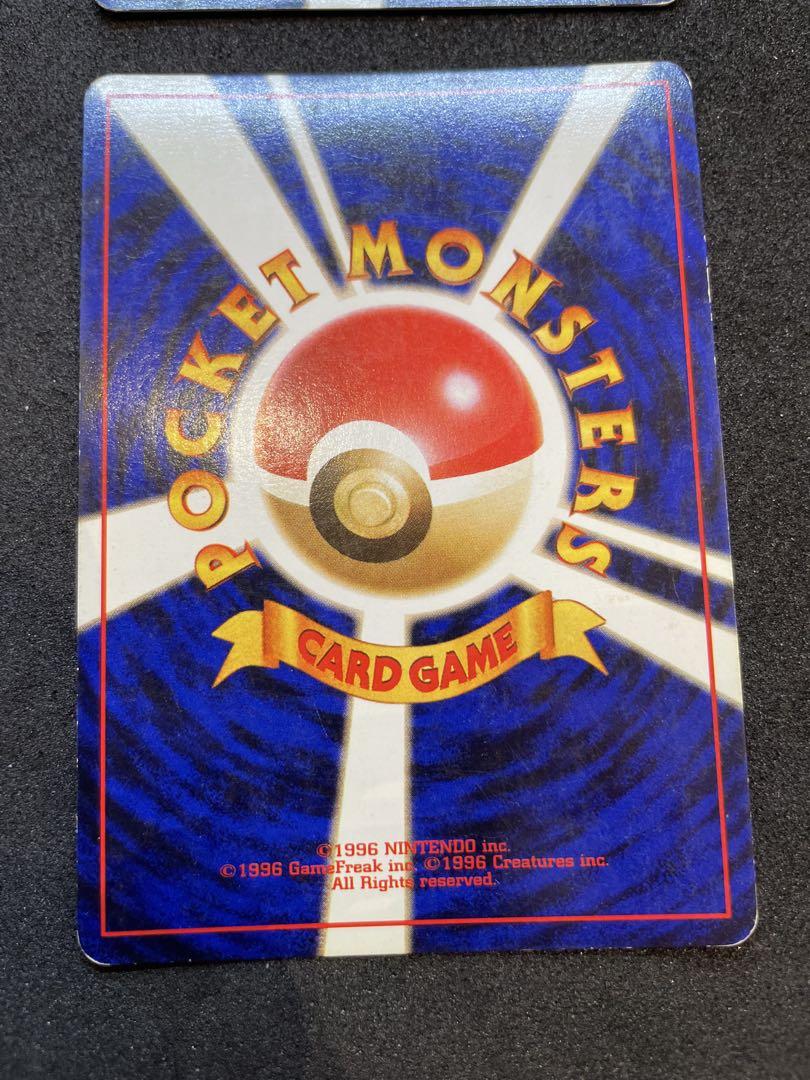 POCKET MONSTERS
CARD GAME
©1996 NINTENDO inc.
©1996 GameFreak inc. ©1996 Creatures inc.
All Rights reserved.